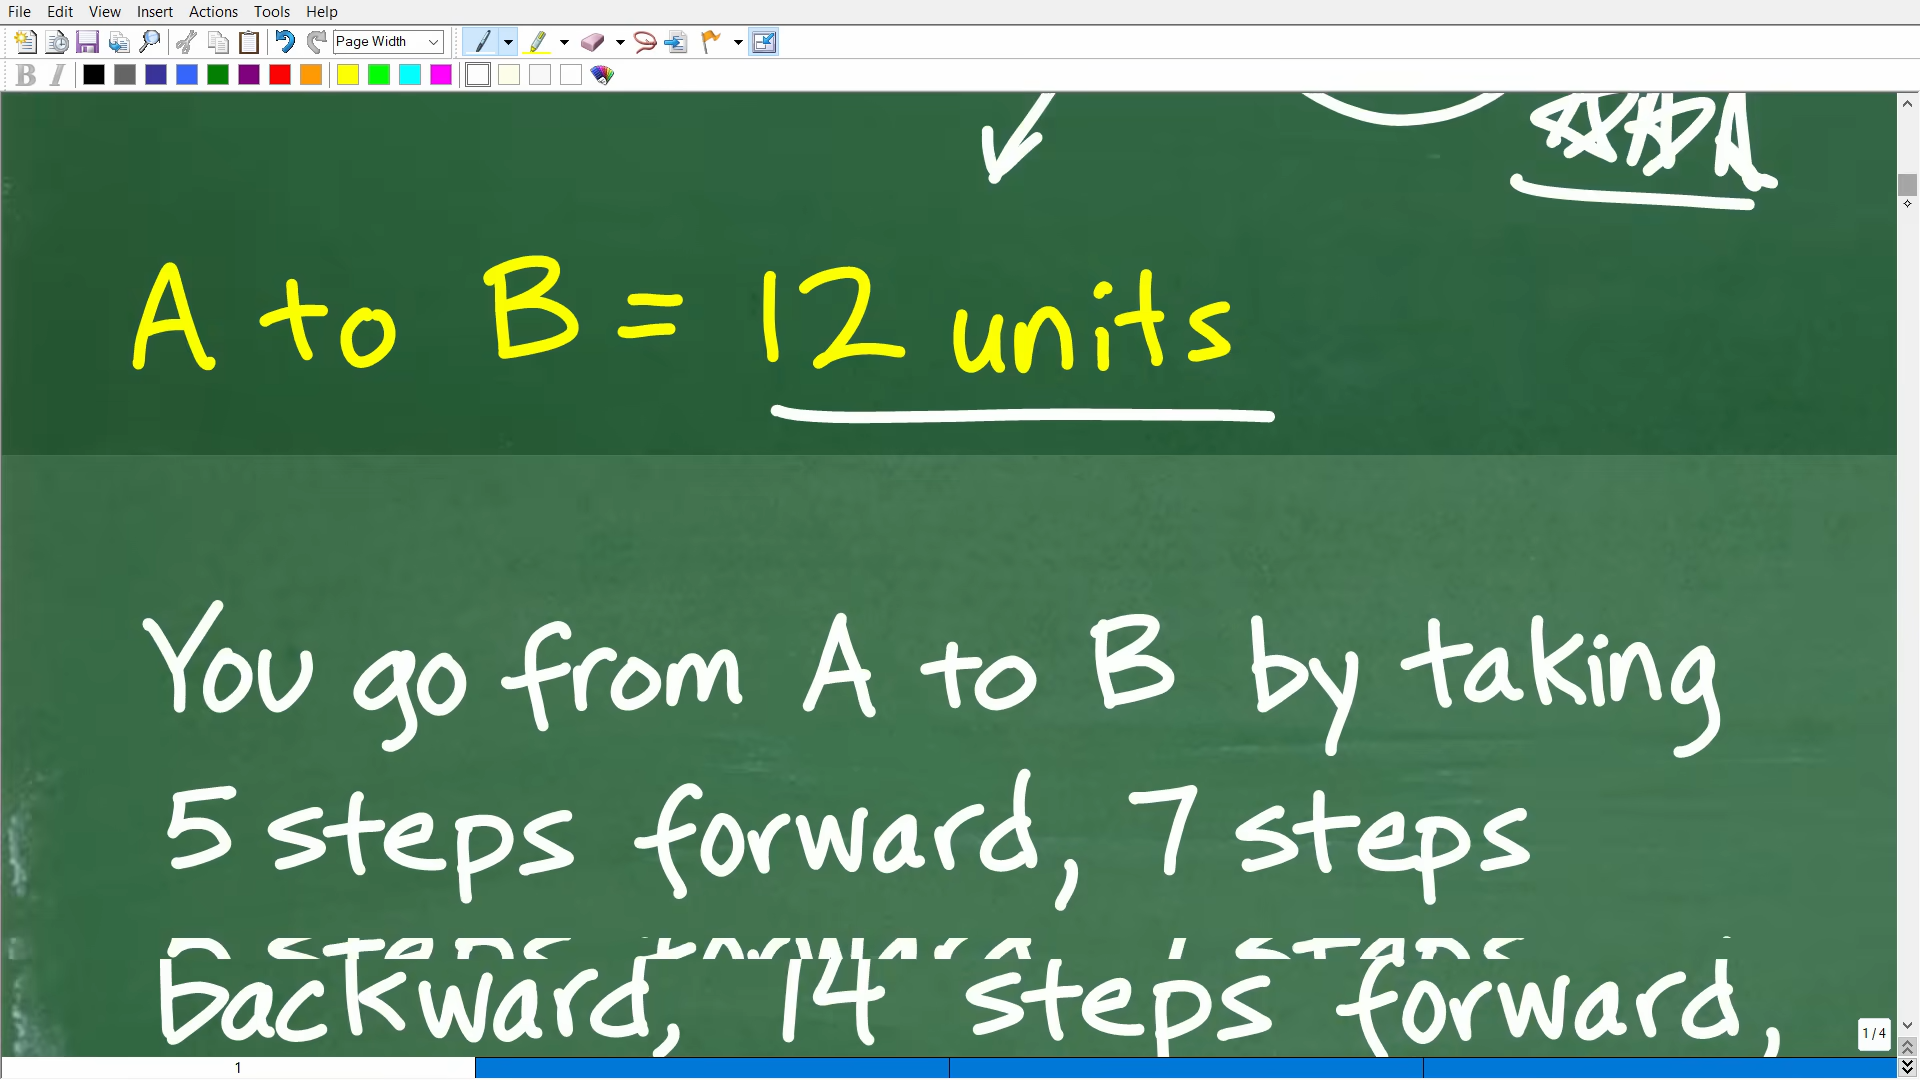 File Edit View Insert Actions Tools Help
Page Width
B I
A to B = 12 units
You go from A to B by taking
5 steps forward, 7 steps
backward, 14 steps forward,
1 / 4
1